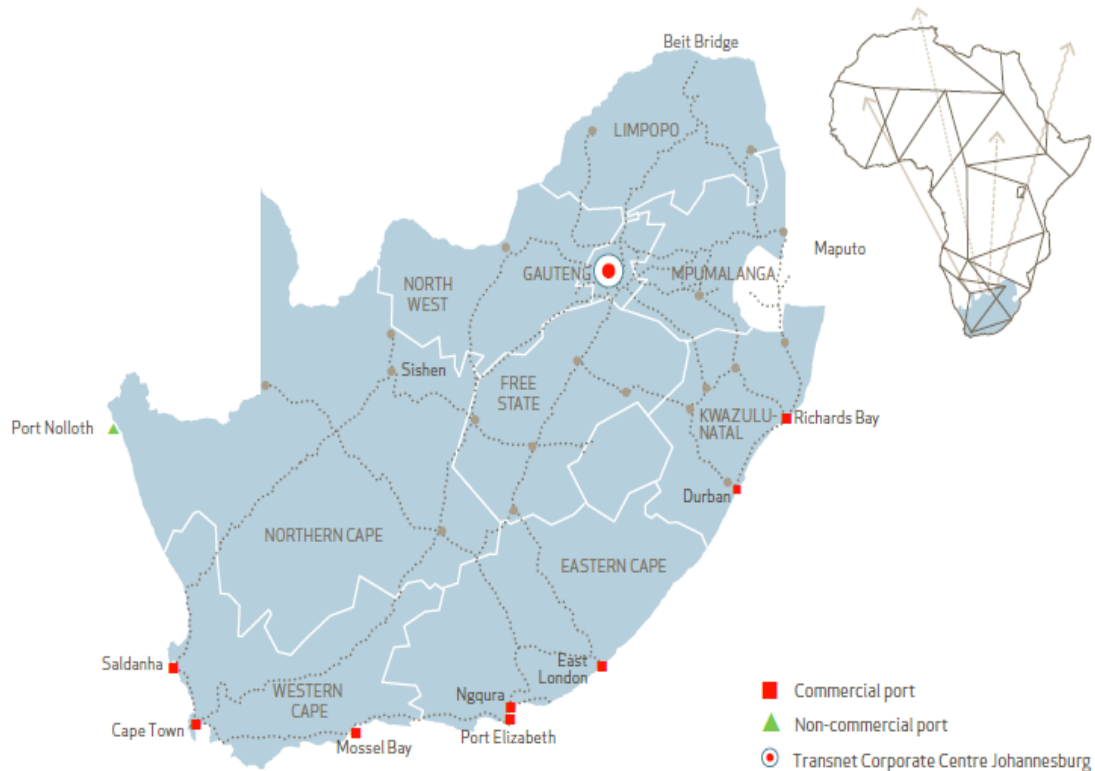 Beit Bridge
LIMPOPO
Maputo
GAUTENG
MPUMALANGA
NORTH
WEST
Sishen
FREE
STATE
Port Nolloth
KWAZULU-
NATAL
Richards Bay
Durban
NORTHERN CAPE
EASTERN CAPE
Saldanha
East
London
WESTERN
CAPE
Ngqura
Cape Town
Mossel Bay
Port Elizabeth
Commercial port
Non-commercial port
Transnet Corporate Centre Johannesburg